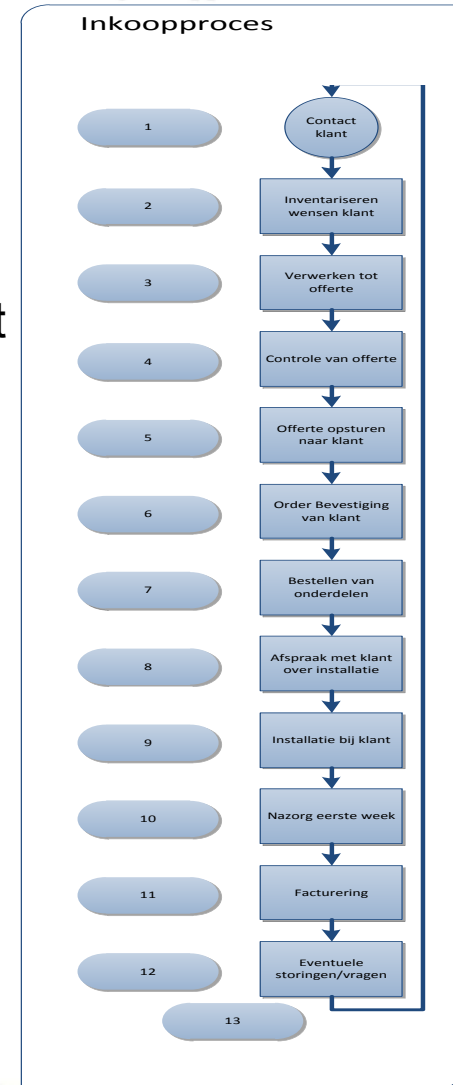 Inkoopproces
1
Contact
klant
2
Inventariseren
wensen klant
3
Verwerken tot
offerte
t
4
Controle van offerte
5
Offerte opsturen
naar klant
6
Order Bevestiging
van klant
7
Bestellen van
onderdelen
8
Afspraak met klant
over installatie
9
Installatie bij klant
10
Nazorg eerste week
11
Facturering
12
Eventuele
storingen/vragen
13